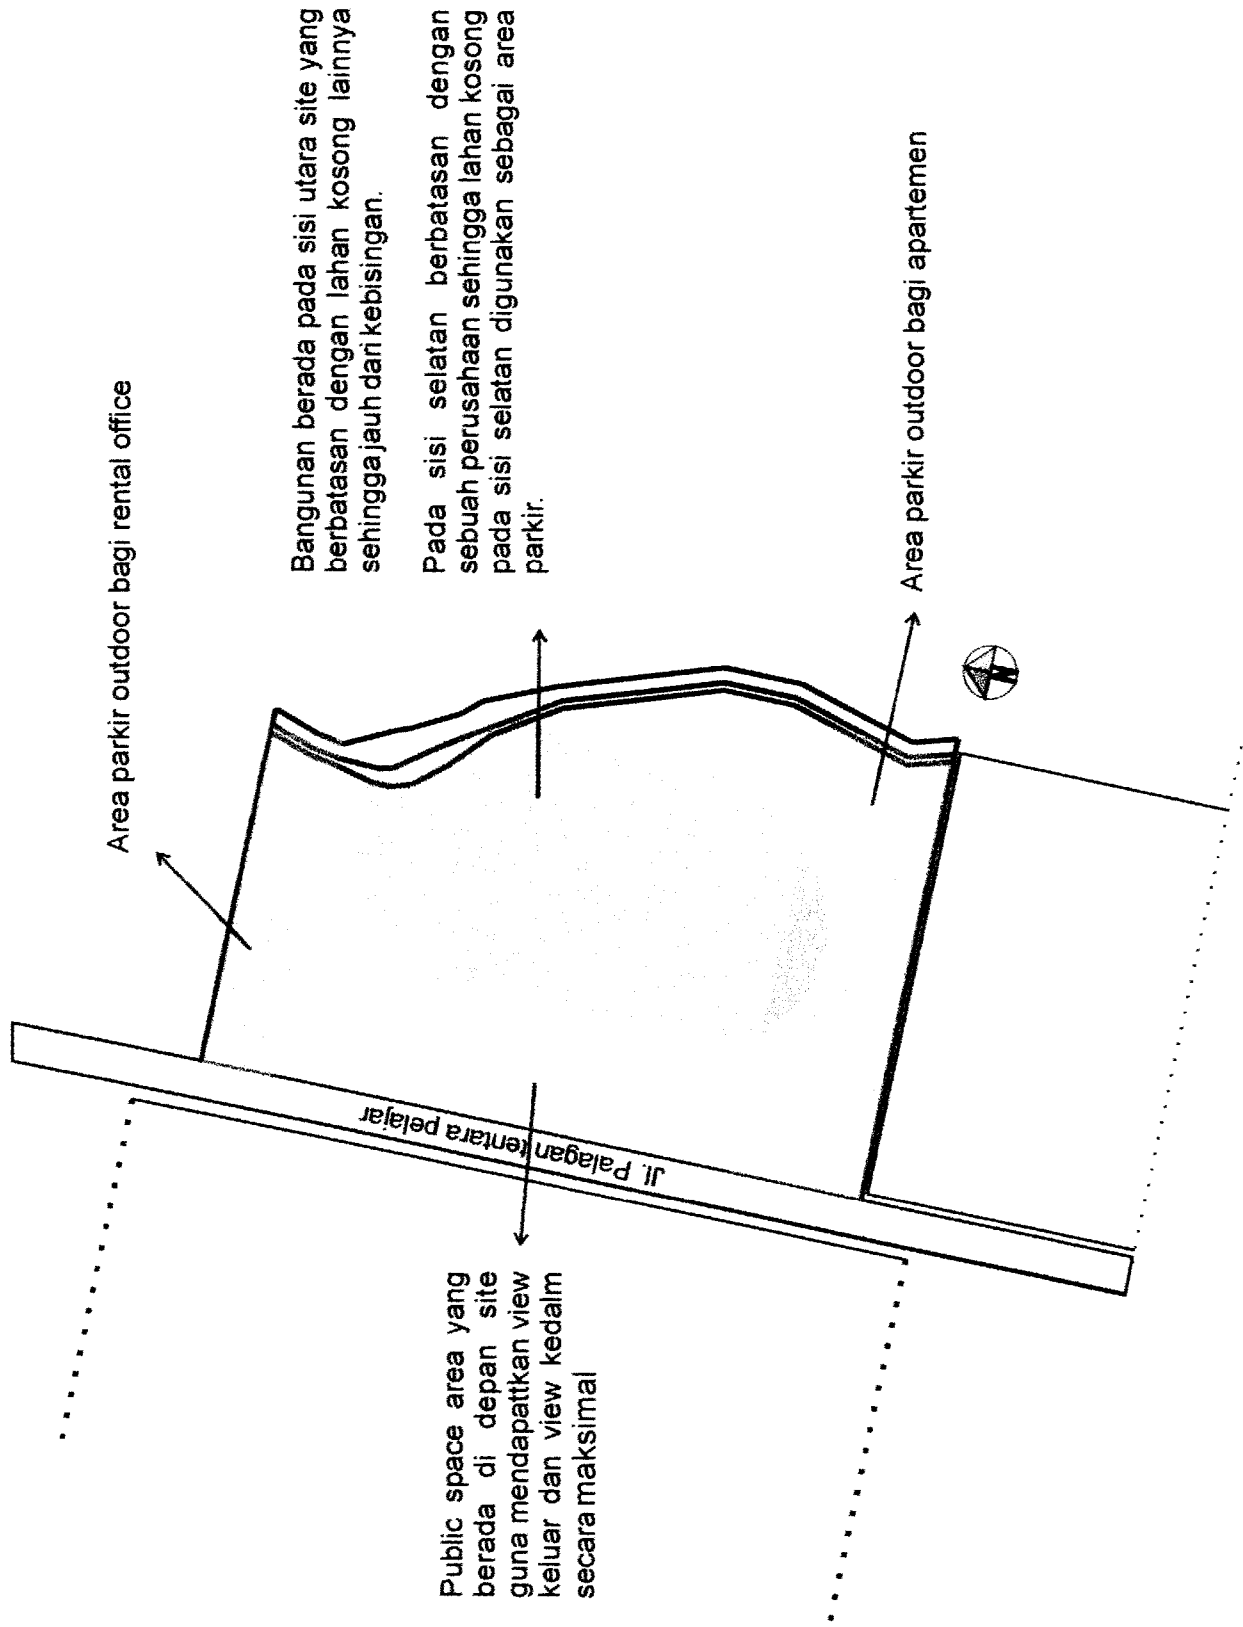 Area parkir outdoor bagi rental office
Bangunan berada pada sisi utara site yang
berbatasan dengan lahan kosong lainnya
sehingga jauh dari kebisingan.
Pada sisi selatan berbatasan dengan
sebuah perusahaan sehingga lahan kosong
pada sisi selatan digunakan sebagai area
parkir.
Area parkir outdoor bagi apartemen
N
Jl. Palagan tentara pelajar
Public space area yang
berada di depan site
guna mendapattkan view
keluar dan view kedalm
secara maksimal